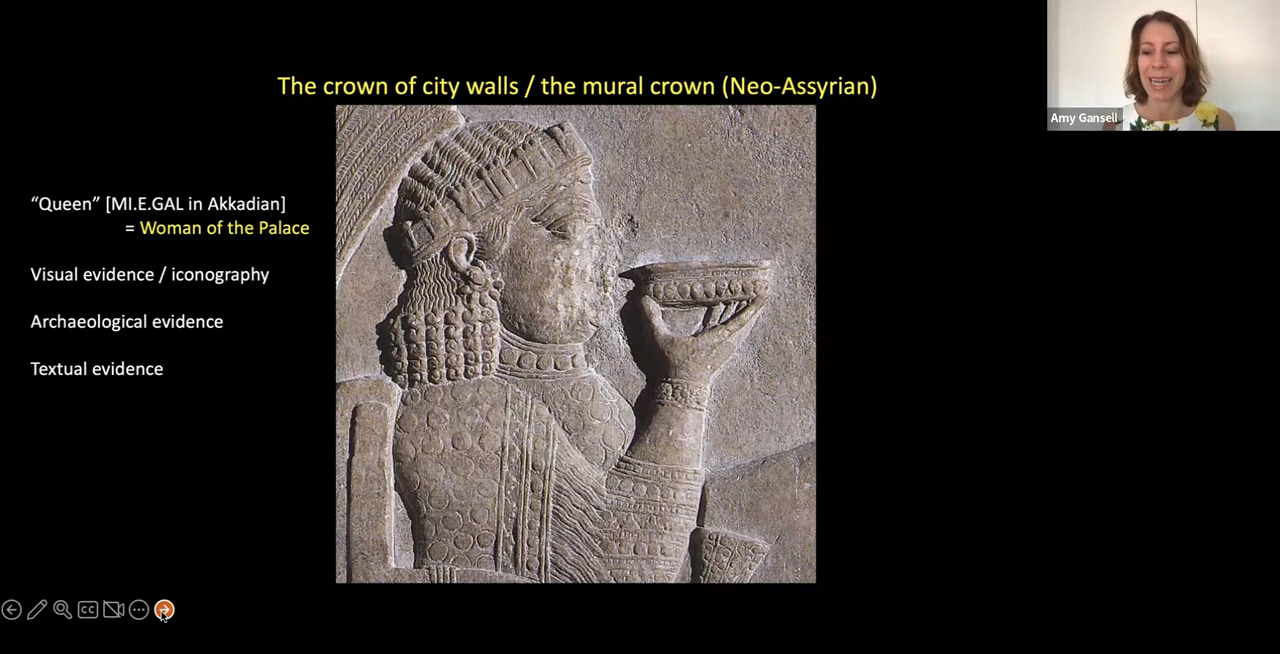 The crown of city walls / the mural crown (Neo-Assyrian)
Amy Gansell
“Queen” [MI.E.GAL in Akkadian]
= Woman of the Palace
Visual evidence / iconography
Archaeological evidence
Textual evidence
CC